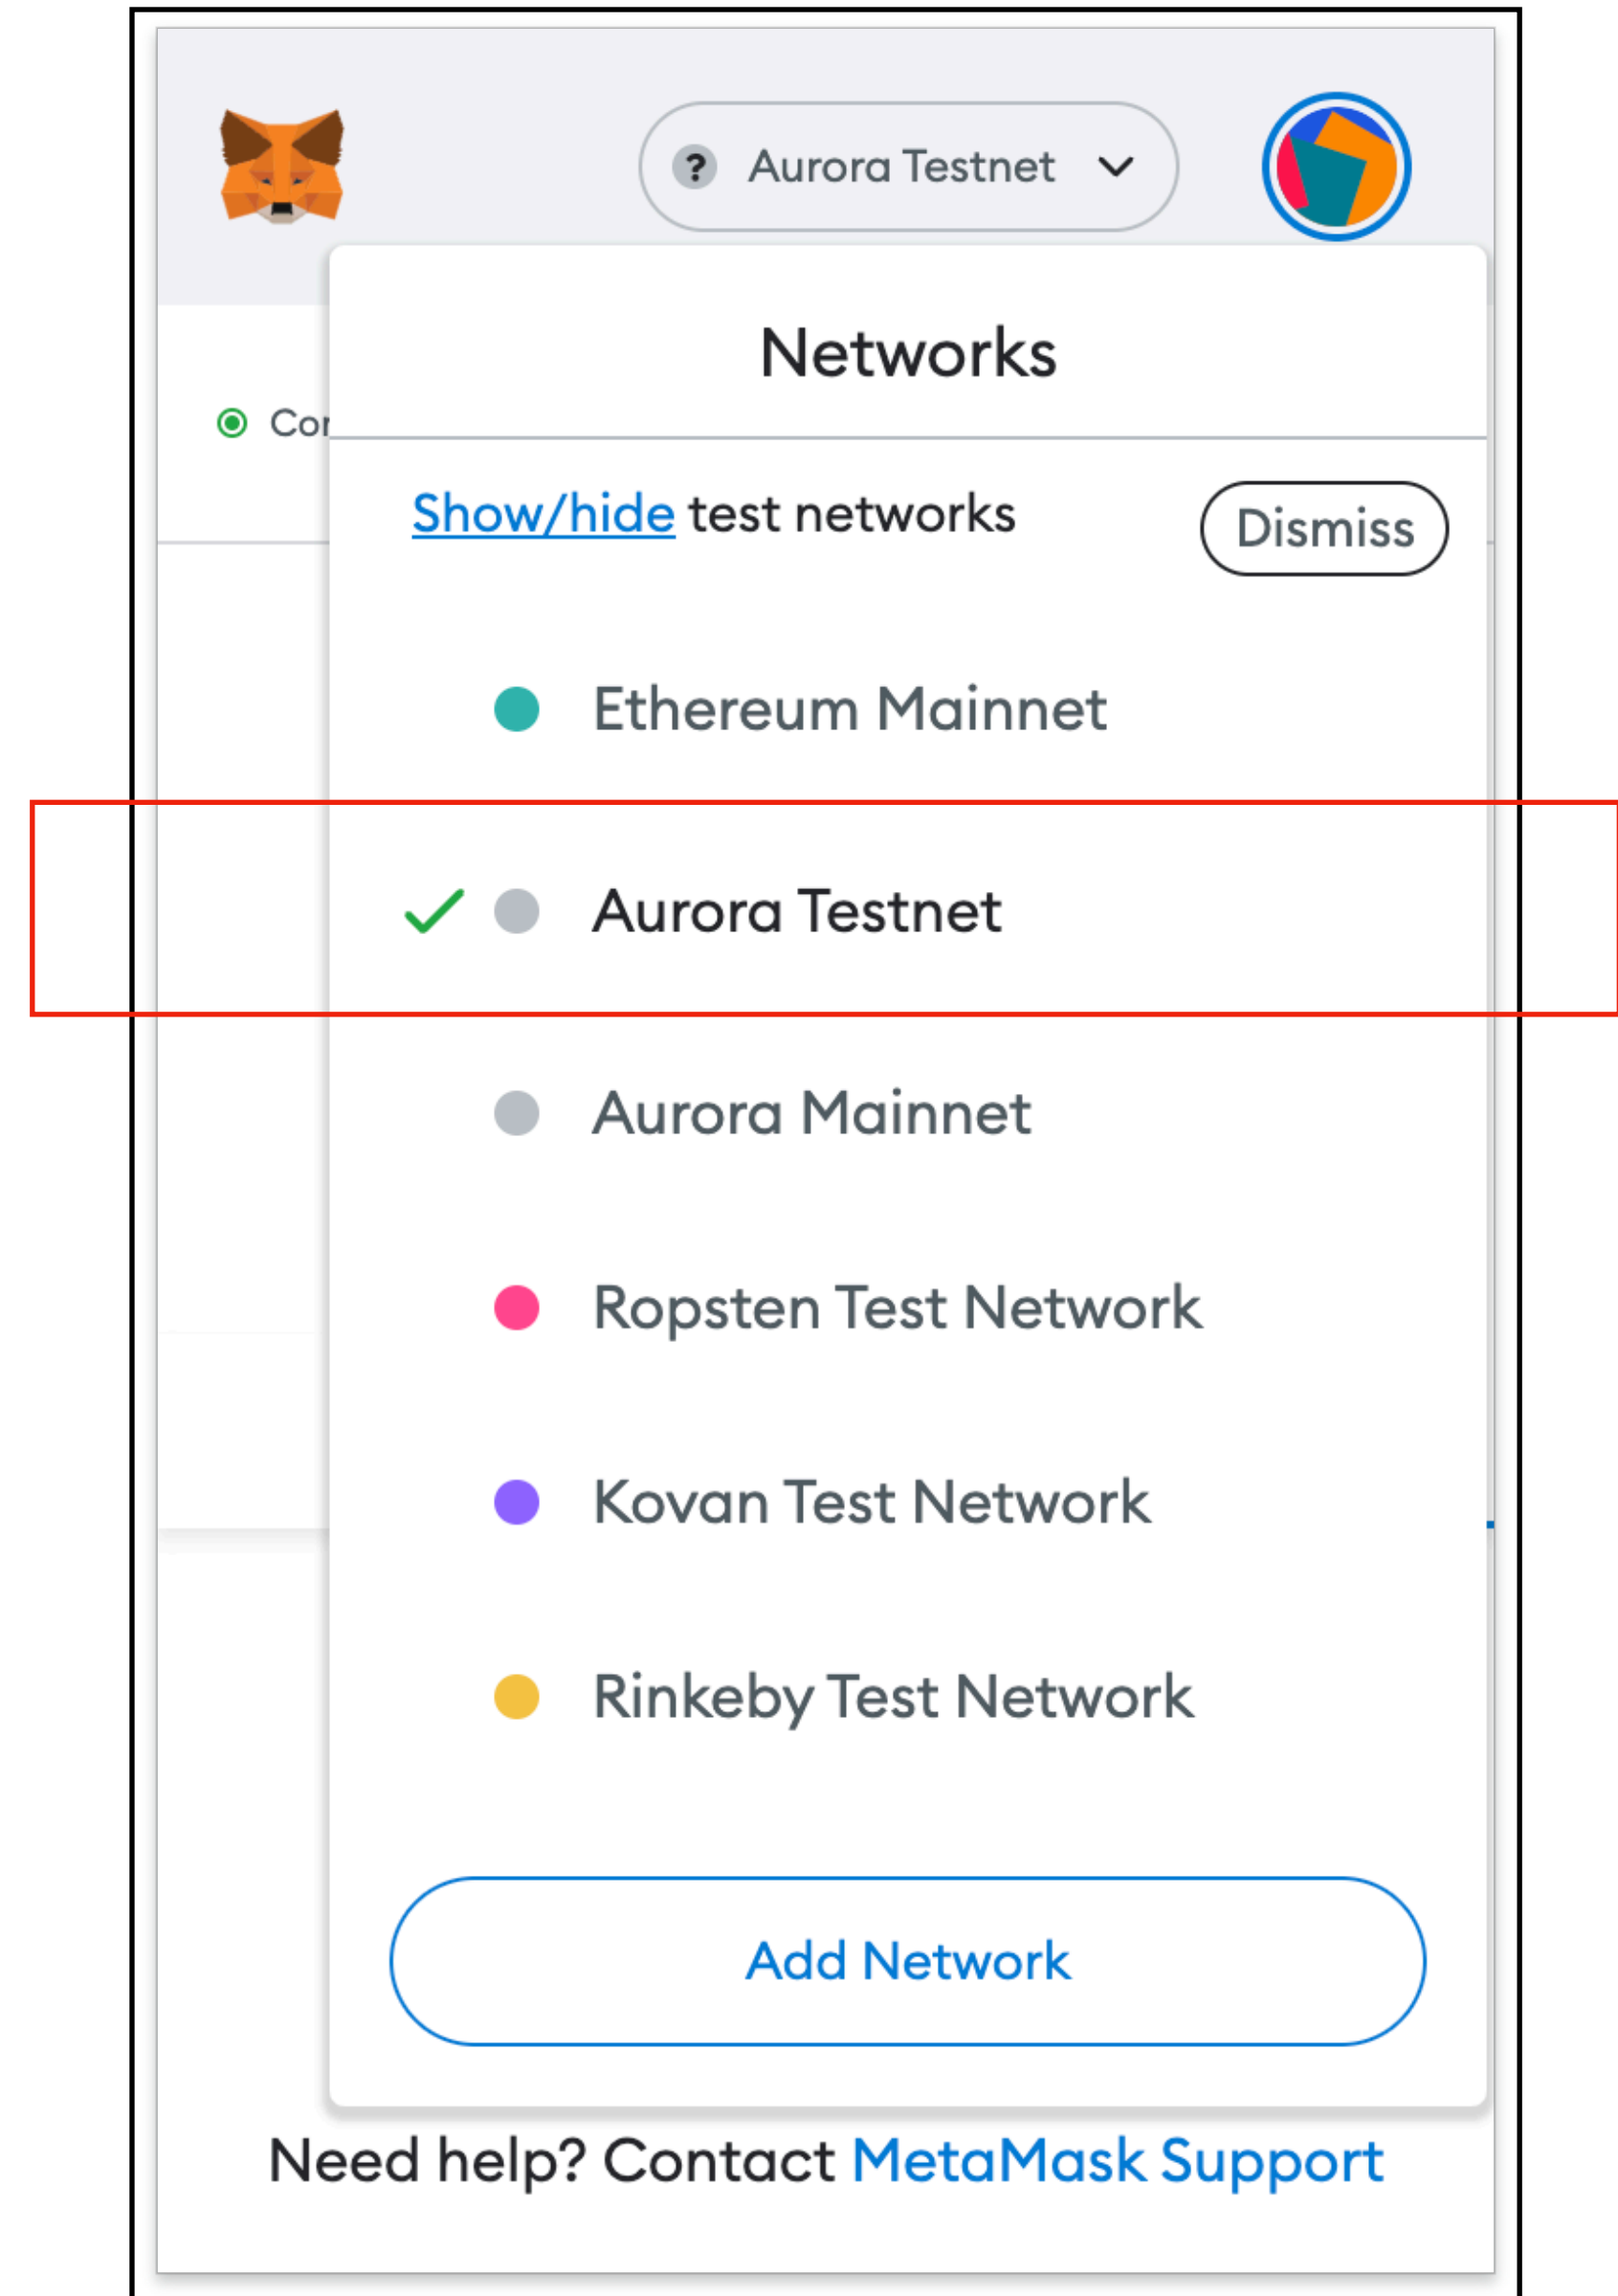 ? Aurora Testnet
Networks
Cor
Show/hide test networks
Dismiss
Ethereum Mainnet
Aurora Testnet
Aurora Mainnet
Ropsten Test Network
Kovan Test Network
Rinkeby Test Network
Add Network
Need help? Contact MetaMask Support